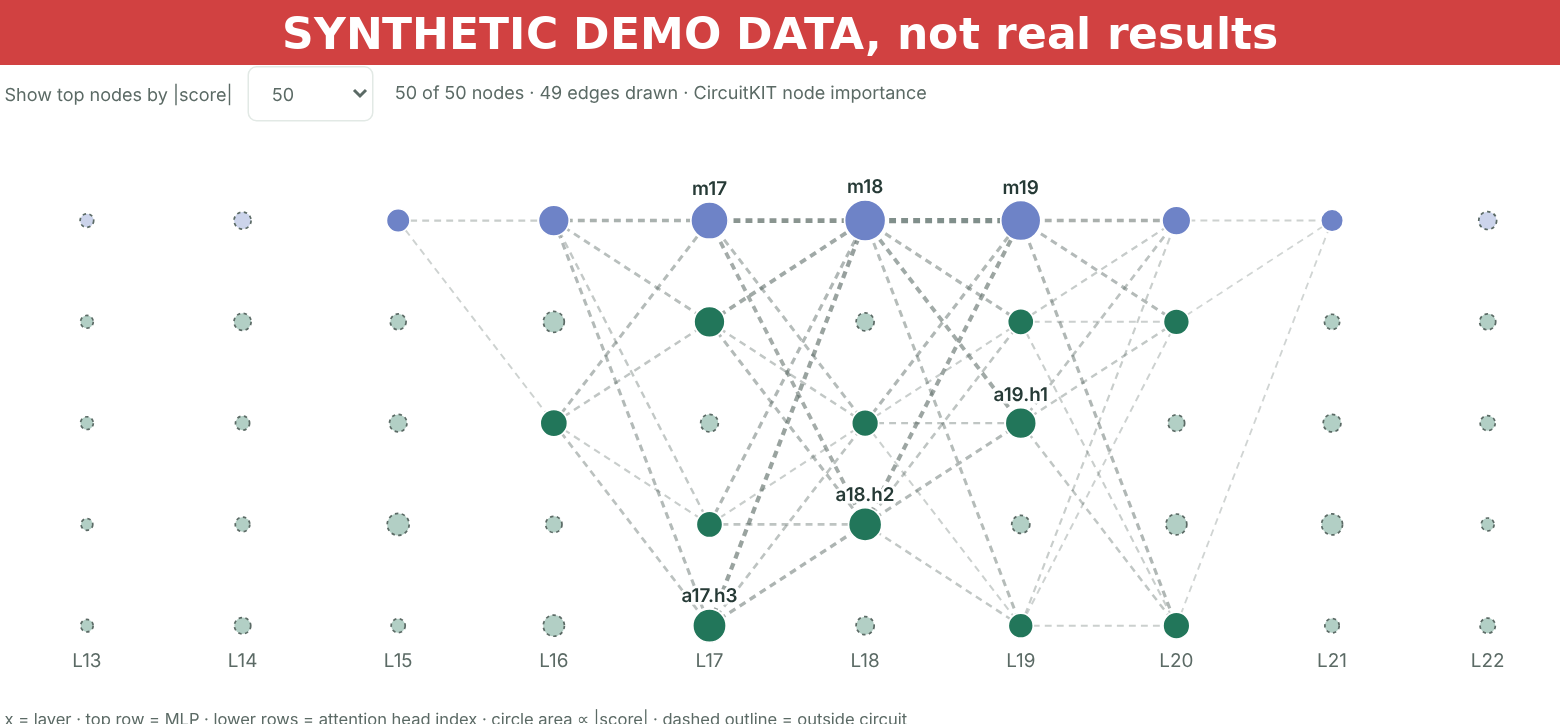 SYNTHETIC DEMO DATA, not real results
Show top nodes by |score| 50 50 of 50 nodes · 49 edges drawn · CircuitKIT node importance
m17 m18 m19
a19.h1
a18.h2
a17.h3
L13 L14 L15 L16 L17 L18 L19 L20 L21 L22
x = layer · top row = MLP · lower rows = attention head index · circle area ∝ |score| · dashed outline = outside circuit